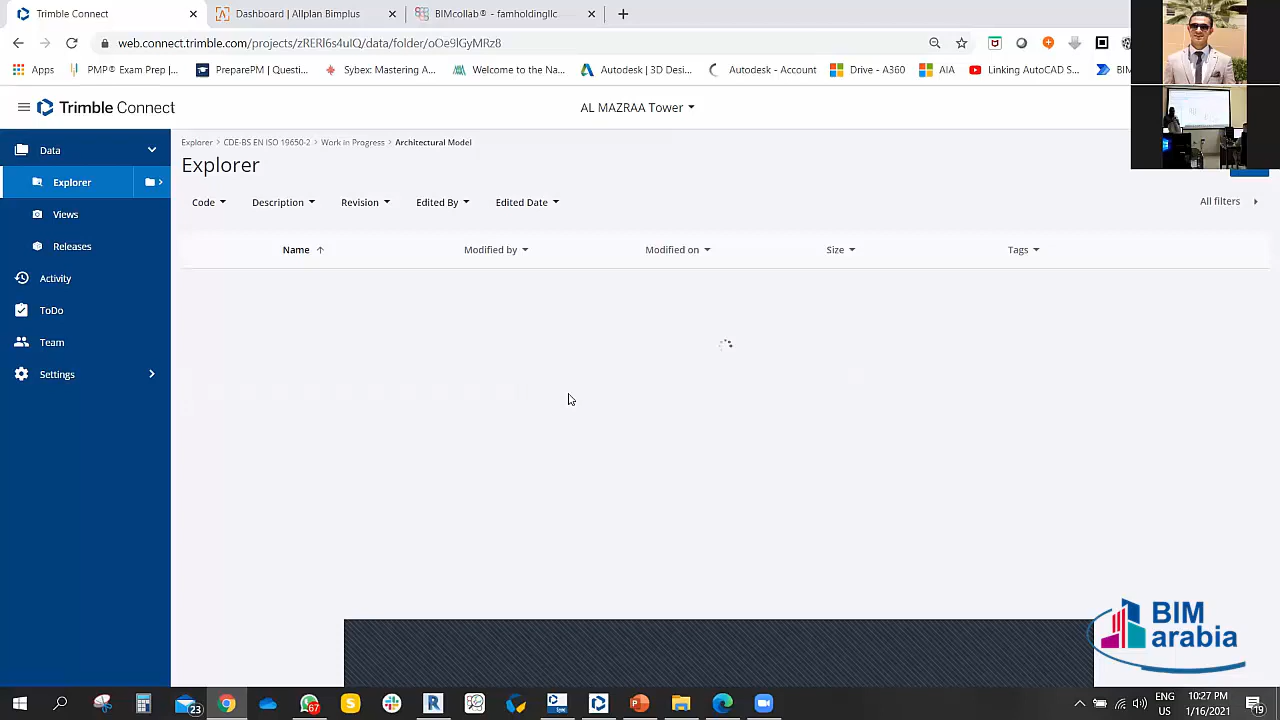 Trimble Connect
Dashboard | Allplan Bimplus
BIMcollab® - farholdingllc
web.connect.trimble.com/projects/zRERI6s4uIQ/data/folder/aOe9lGyMRz8
Apps
PMP® Exam Prep |...
PreparePM | Questi...
Sybex Mastering A...
Welcome to the Na...
Autodesk | 3D Desi...
Autodesk - Account
Drive - A360
AIA
Linking AutoCAD S...
BIM
Trimble Connect
AL MAZRAA Tower
Data
Explorer
Views
Releases
Activity
ToDo
Team
Settings
Explorer > CDE-BS EN ISO 19650-2 > Work in Progress > Architectural Model
Explorer
Code
Description
Revision
Edited By
Edited Date
All filters
Name
Modified by
Modified on
Size
Tags
BIM
arabia
23
67
ENG
US
10:27 PM
1/16/2021
19